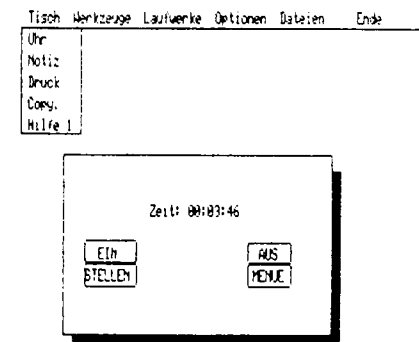 Tisch Werkzeuge Laufwerke Optionen Dateien Ende
Uhr
Notiz
Druck
Copy.
Hilfe 1
Zeit: 00:03:46
EIN AUS
STELLEN MENUE